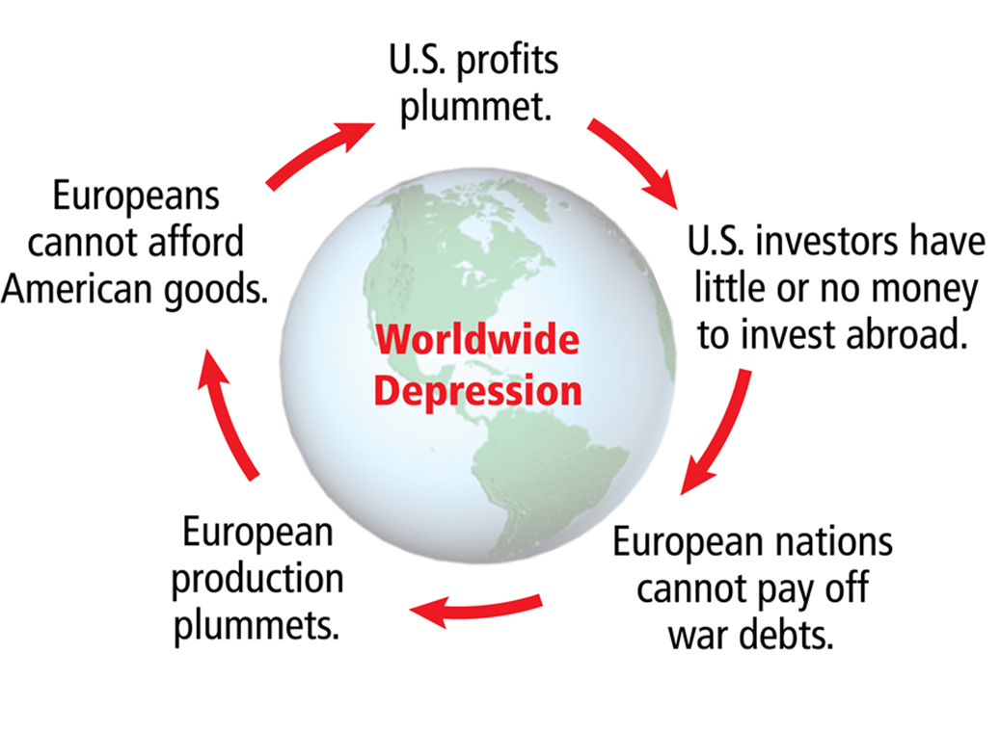 U.S. profits
plummet.
U.S. investors have
little or no money
to invest abroad.
European nations
cannot pay off
war debts.
European
production
plummets.
Europeans
cannot afford
American goods.
Worldwide
Depression